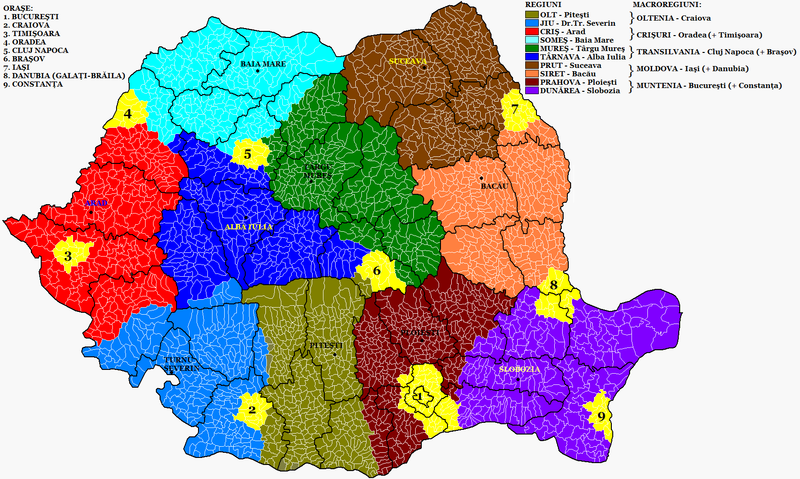 ORAȘE:
1. BUCUREȘTI
2. CRAIOVA
3. TIMIȘOARA
4. ORADEA
5. CLUJ NAPOCA
6. BRAȘOV
7. IAȘI
8. DANUBIA (GALAȚI-BRĂILA)
9. CONSTANȚA
REGIUNI
OLT - Pitești
JIU - Dr.Tr. Severin
CRIȘ - Arad
SOMEȘ - Baia Mare
MUREȘ - Târgu Mureș
TÂRNAVA - Alba Iulia
PRUT - Suceava
SIRET - Bacău
PRAHOVA - Ploiești
DUNĂREA - Slobozia
MACROREGIUNI:
OLTENIA - Craiova
CRIȘURI - Oradea (+ Timișoara)
TRANSILVANIA - Cluj Napoca (+ Brașov)
MOLDOVA - Iași (+ Danubia)
MUNTENIA - București (+ Constanța)
BAIA MARE
SUCEAVA
4
7
5
TÂRGU
MUREȘ
BACĂU
ARAD
ALBA IULIA
3
6
8
PLOIEȘTI
PITEȘTI
TURNU-
SEVERIN
SLOBOZIA
1
2
9